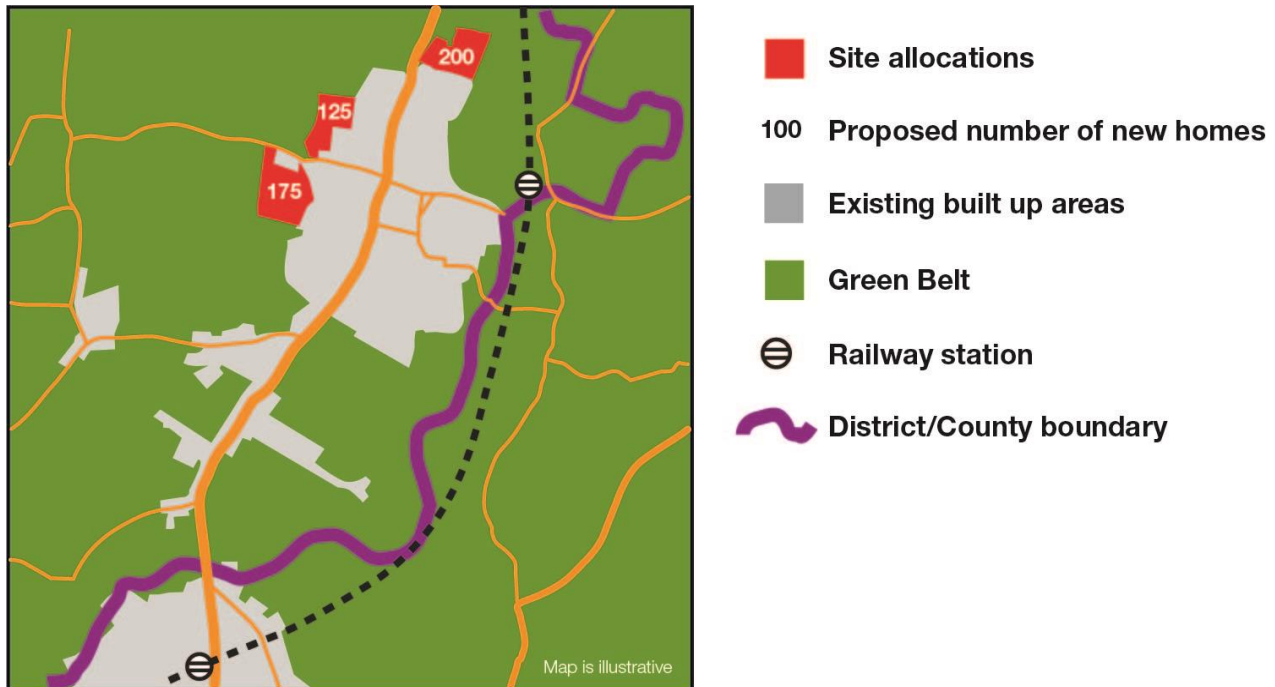 200
125
175
Map is illustrative
Site allocations
100 Proposed number of new homes
Existing built up areas
Green Belt
Railway station
District/County boundary